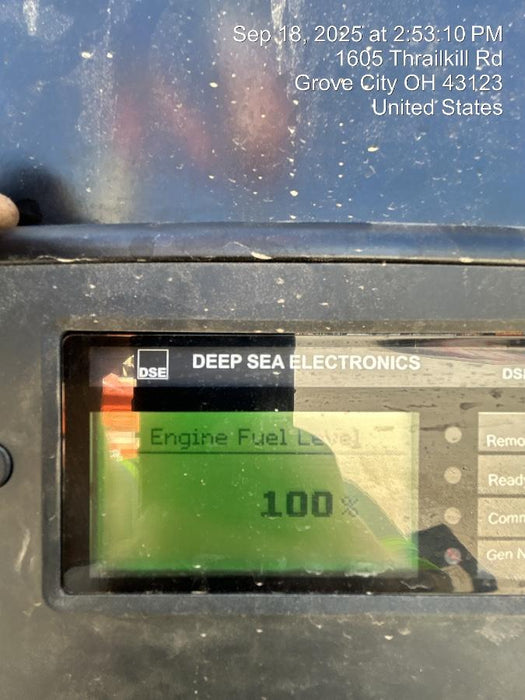 Sep 18, 2025 at 2:53:10 PM
1605 Thrailkill Rd
Grove City OH 43123
United States
DSE
DEEP SEA ELECTRONICS
DSE
Engine Fuel Level
100%
Remo
Read
Comm
Gen N